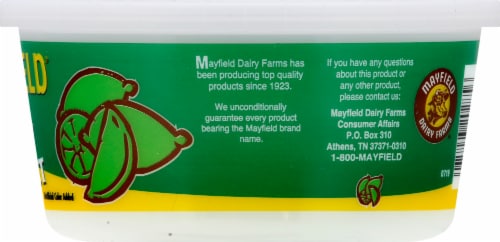 ELD
Mayfield Dairy Farms has
been producing top quality
products since 1923.
We unconditionally
guarantee every product
bearing the Mayfield brand
name.
If you have any questions
about this product or
any other product,
please contact us:
Mayfield Dairy Farms
Consumer Affairs
P.O. Box 310
Athens, TN 37371-0310
1-800-MAYFIELD
MAYFIELD
DAIRY FARMS